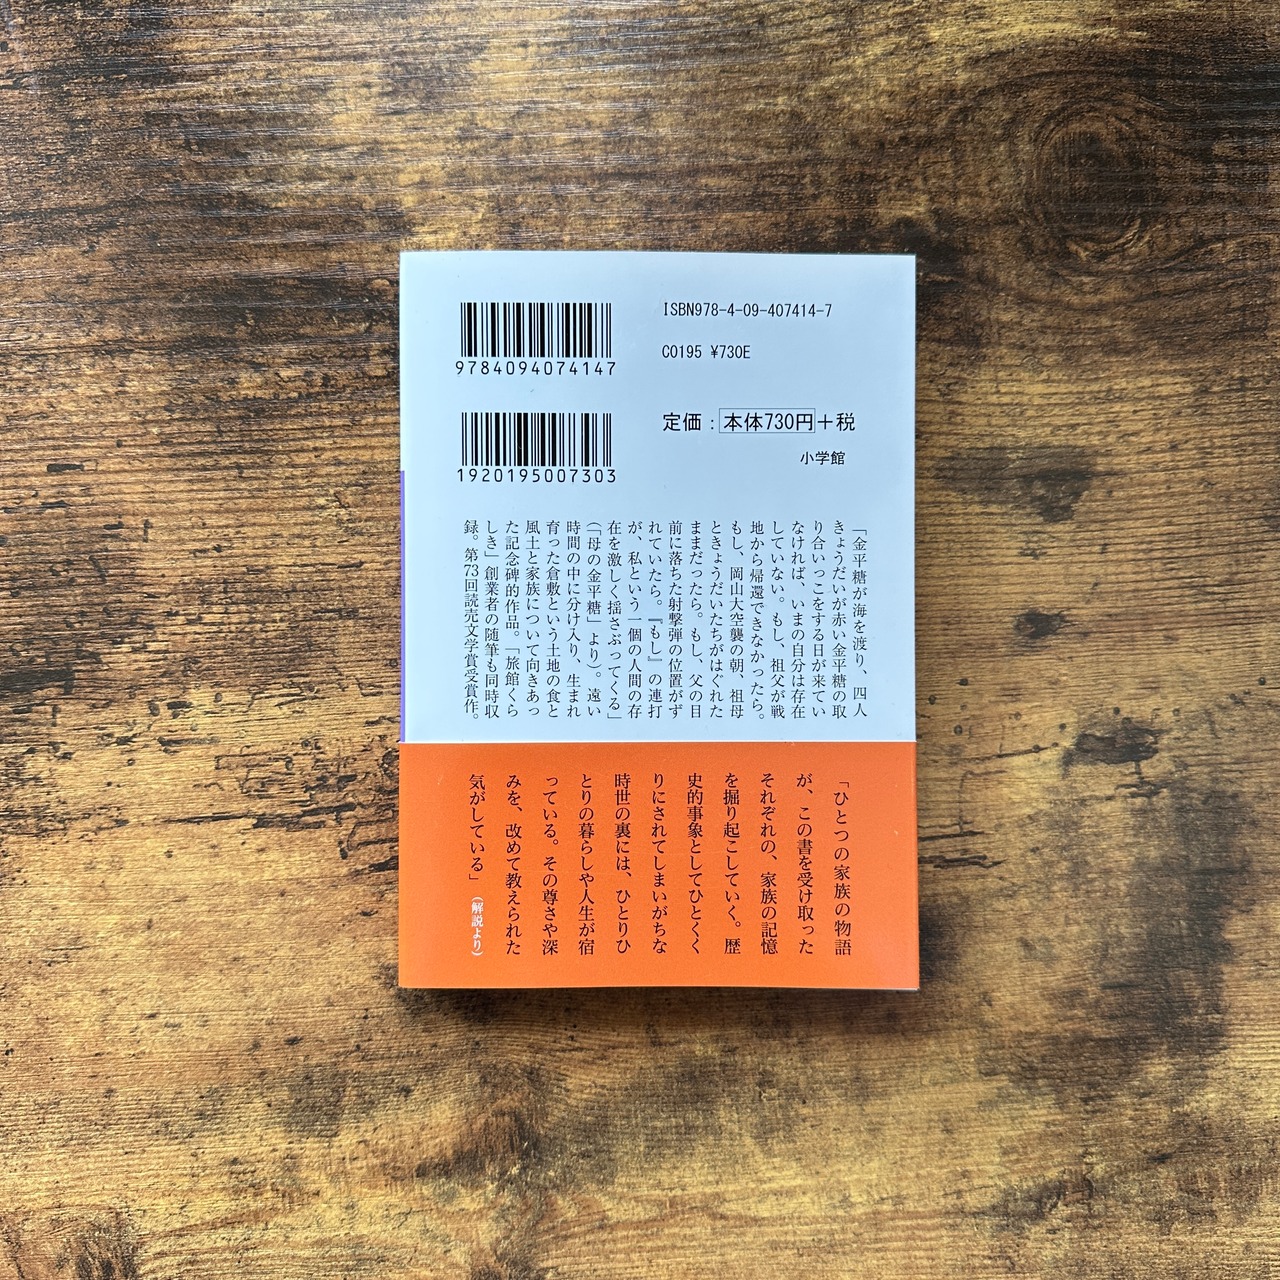 9784094074147
ISBN978-4-09-407414-7
C0195 ¥730E
1920195007303
定価：本体730円＋税
小学館
「金平糖が海を渡り、四人
きょうだいが赤い金平糖の取
り合いっこをする日が来てい
なければ、いまの自分は存在
していない。もし、祖父が戦
地から帰還できなかったら。
もし、岡山大空襲の朝、祖母
ときょうだいたちがはぐれた
ままだったら。もし、父の目
前に落ちた射撃弾の位置がず
れていたら。『もし』の連打
が、私という一個の人間の存
在を激しく揺さぶってくる」
（「母の金平糖」より）。遠い
時間の中に分け入り、生まれ
育った倉敷という土地の食と
風土と家族について向きあっ
た記念碑的作品。「旅館くら
しき」創業者の随筆も同時収
録。第73回読売文学賞受賞作。
「ひとつの家族の物語
が、この書を受け取った
それぞれの、家族の記憶
を掘り起こしていく。歴
史的事象としてひとくく
りにされてしまいがちな
時世の裏には、ひとりひ
とりの暮らしや人生が宿
っている。その尊さや深
みを、改めて教えられた
気がしている」（解説より）